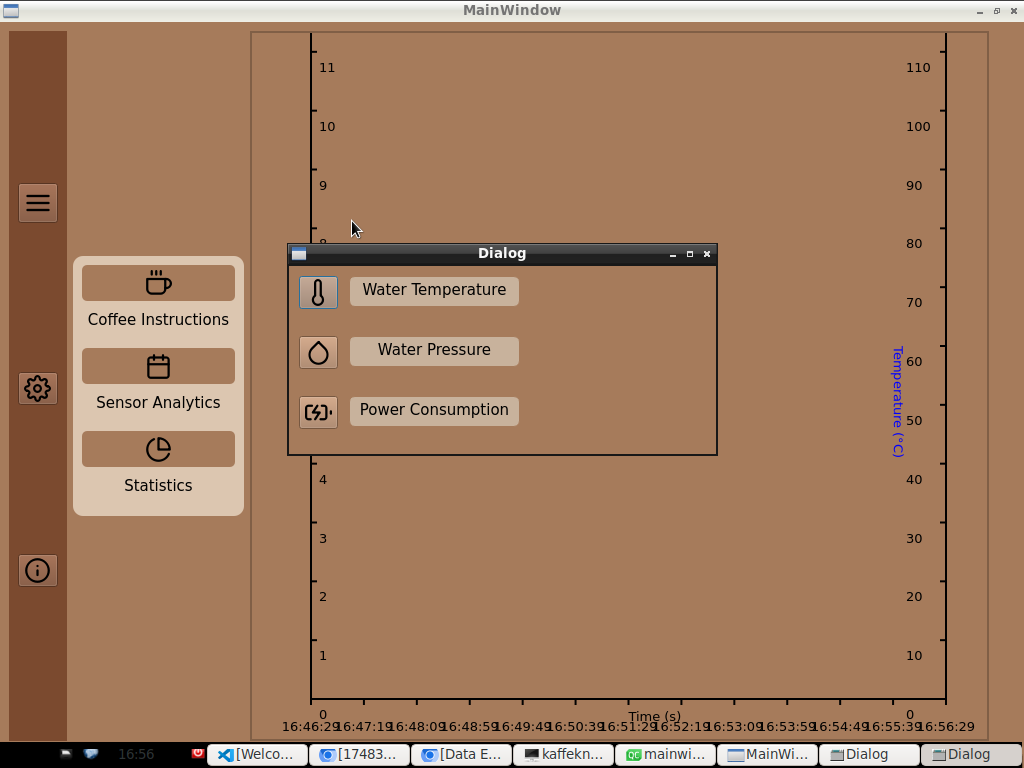 MainWindow
11
10
9
8
4
3
2
1
0
110
100
90
80
70
60
50
40
30
20
10
0
Temperature (°C)
Time (s)
16:46:29
16:47:19
16:48:09
16:48:59
16:49:49
16:50:39
16:51:29
16:52:19
16:53:09
16:53:59
16:54:49
16:55:39
16:56:29
Coffee Instructions
Sensor Analytics
Statistics
Dialog
Water Temperature
Water Pressure
Power Consumption
16:56
[Welco...
[17483...
[Data E...
kaffekn...
mainwi...
MainWi...
Dialog
Dialog